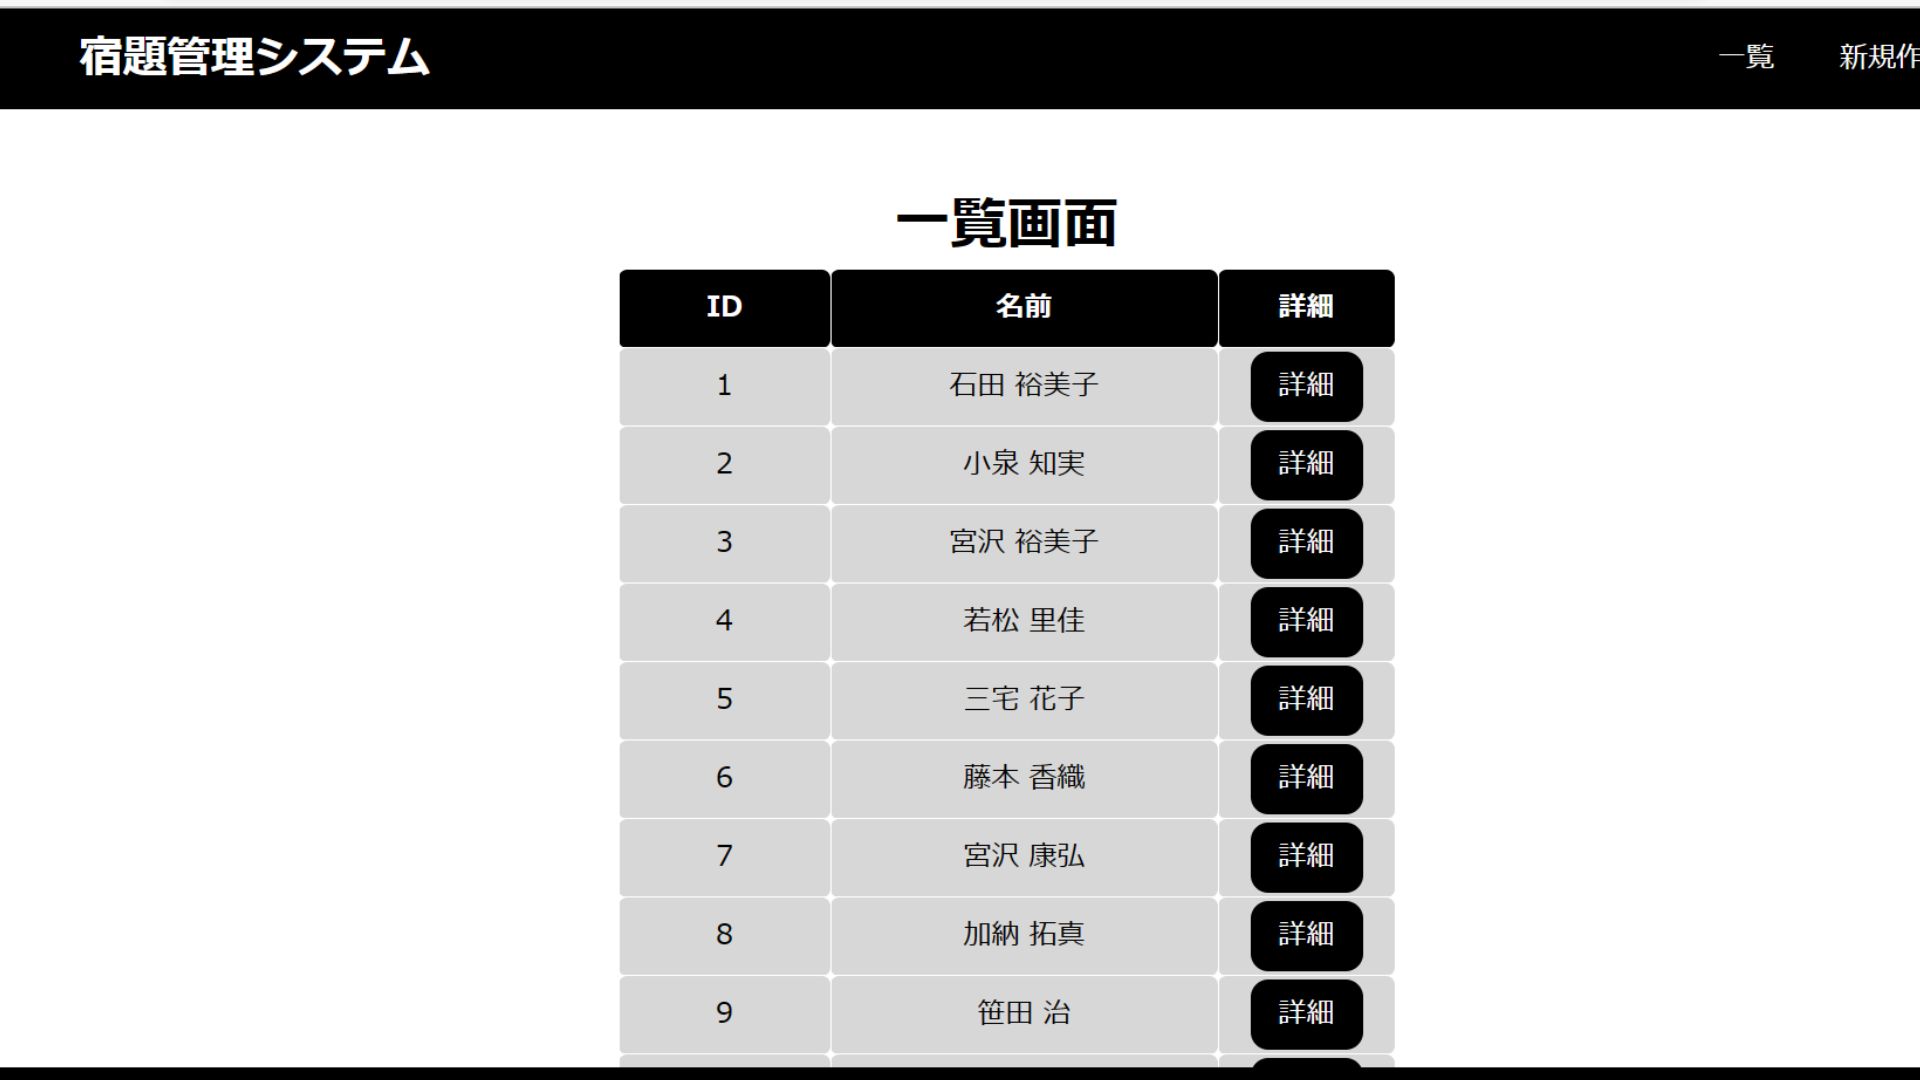 宿題管理システム 一覧 新規作
一覧画面
ID 名前 詳細
1 石田 裕美子 詳細
2 小泉 知実 詳細
3 宮沢 裕美子 詳細
4 若松 里佳 詳細
5 三宅 花子 詳細
6 藤本 香織 詳細
7 宮沢 康弘 詳細
8 加納 拓真 詳細
9 笹田 治 詳細